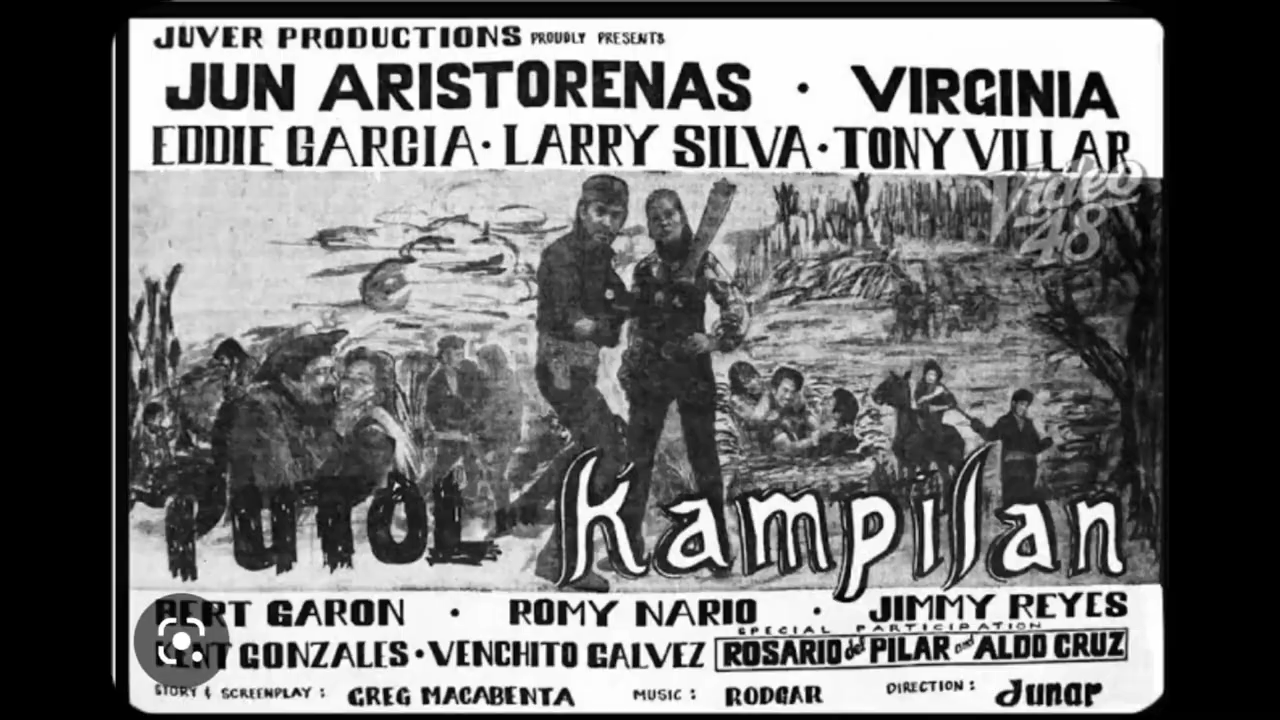 JUVER PRODUCTIONS PROUDLY PRESENTS
JUN ARISTORENAS · VIRGINIA
EDDIE GARCIA · LARRY SILVA · TONY VILLAR
Video
48
PUTOL Kampilan
BERT GARON · ROMY NARIO · JIMMY REYES
SPECIAL PARTICIPATION
KENT GONZALES · VENCHITO GALVEZ ROSARIO del PILAR and ALDO CRUZ
STORY & SCREENPLAY: GREG MACABENTA MUSIC: RODGAR DIRECTION: Junar